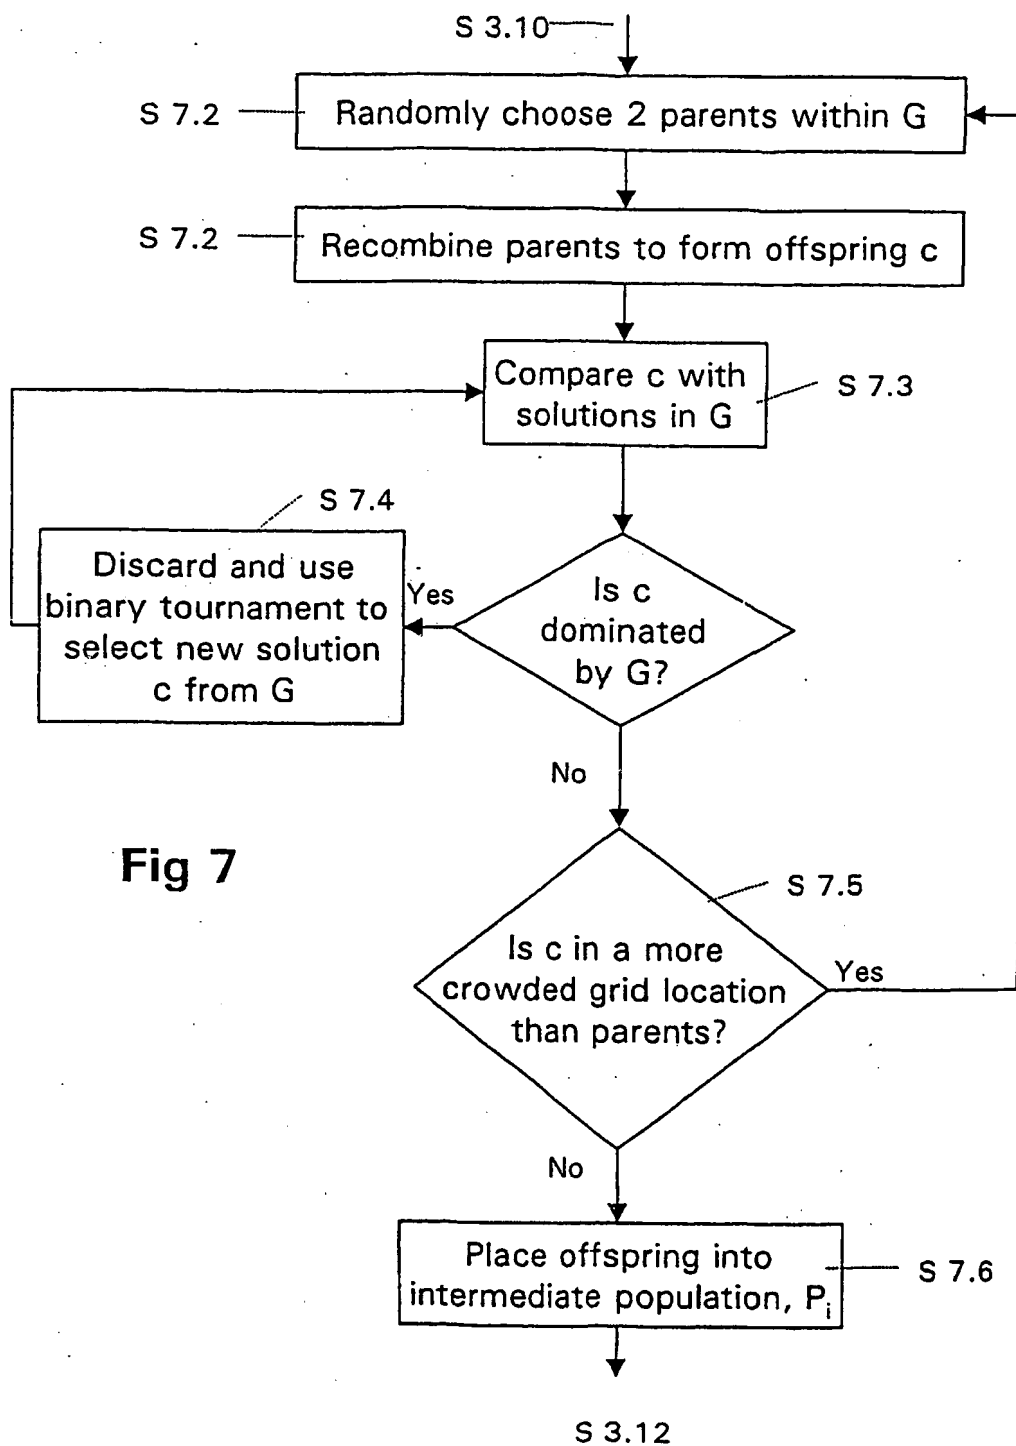 S 3.10
S 7.2
Randomly choose 2 parents within G
S 7.2
Recombine parents to form offspring c
Compare c with
solutions in G
S 7.3
S 7.4
Discard and use
binary tournament to
select new solution
c from G
Yes
Is c
dominated
by G?
No
Fig 7
S 7.5
Is c in a more
crowded grid location
than parents?
Yes
No
Place offspring into
intermediate population, Pi
S 7.6
S 3.12